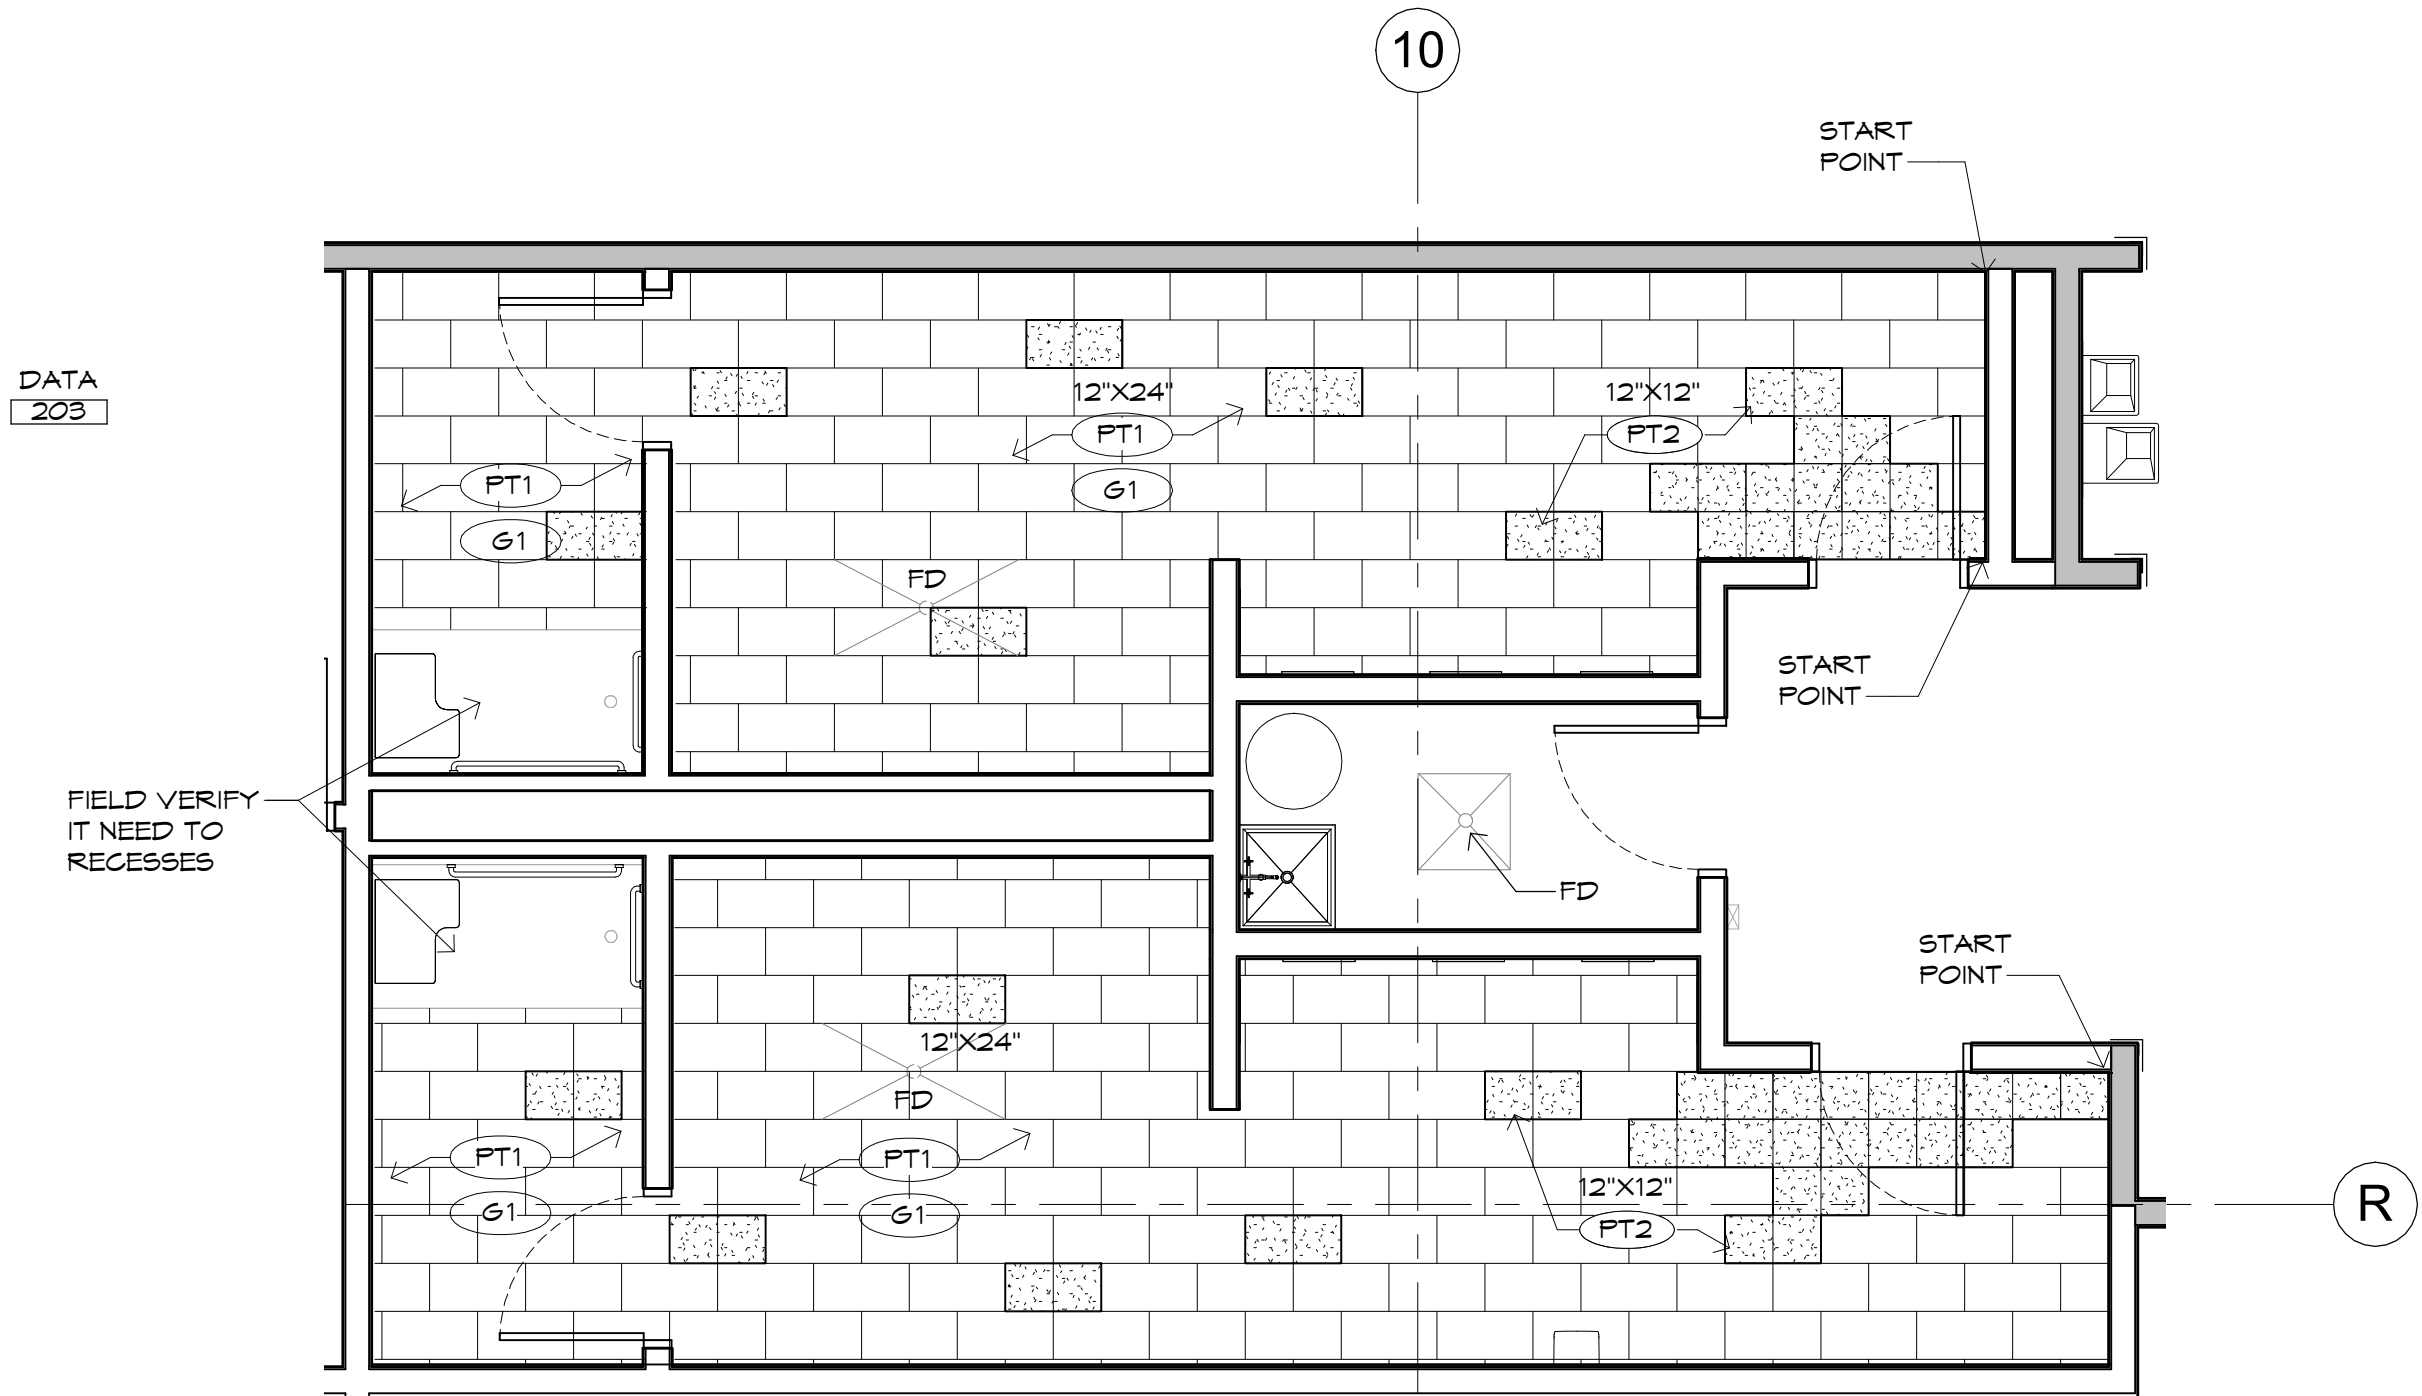 10
START
POINT
DATA
203
12"X24"
12"X12"
PT1
PT2
PT1
G1
G1
FD
START
POINT
FIELD VERIFY
IT NEED TO
RECESSES
FD
START
POINT
12"X24"
FD
PT1
PT1
12"X12"
G1
G1
PT2
R